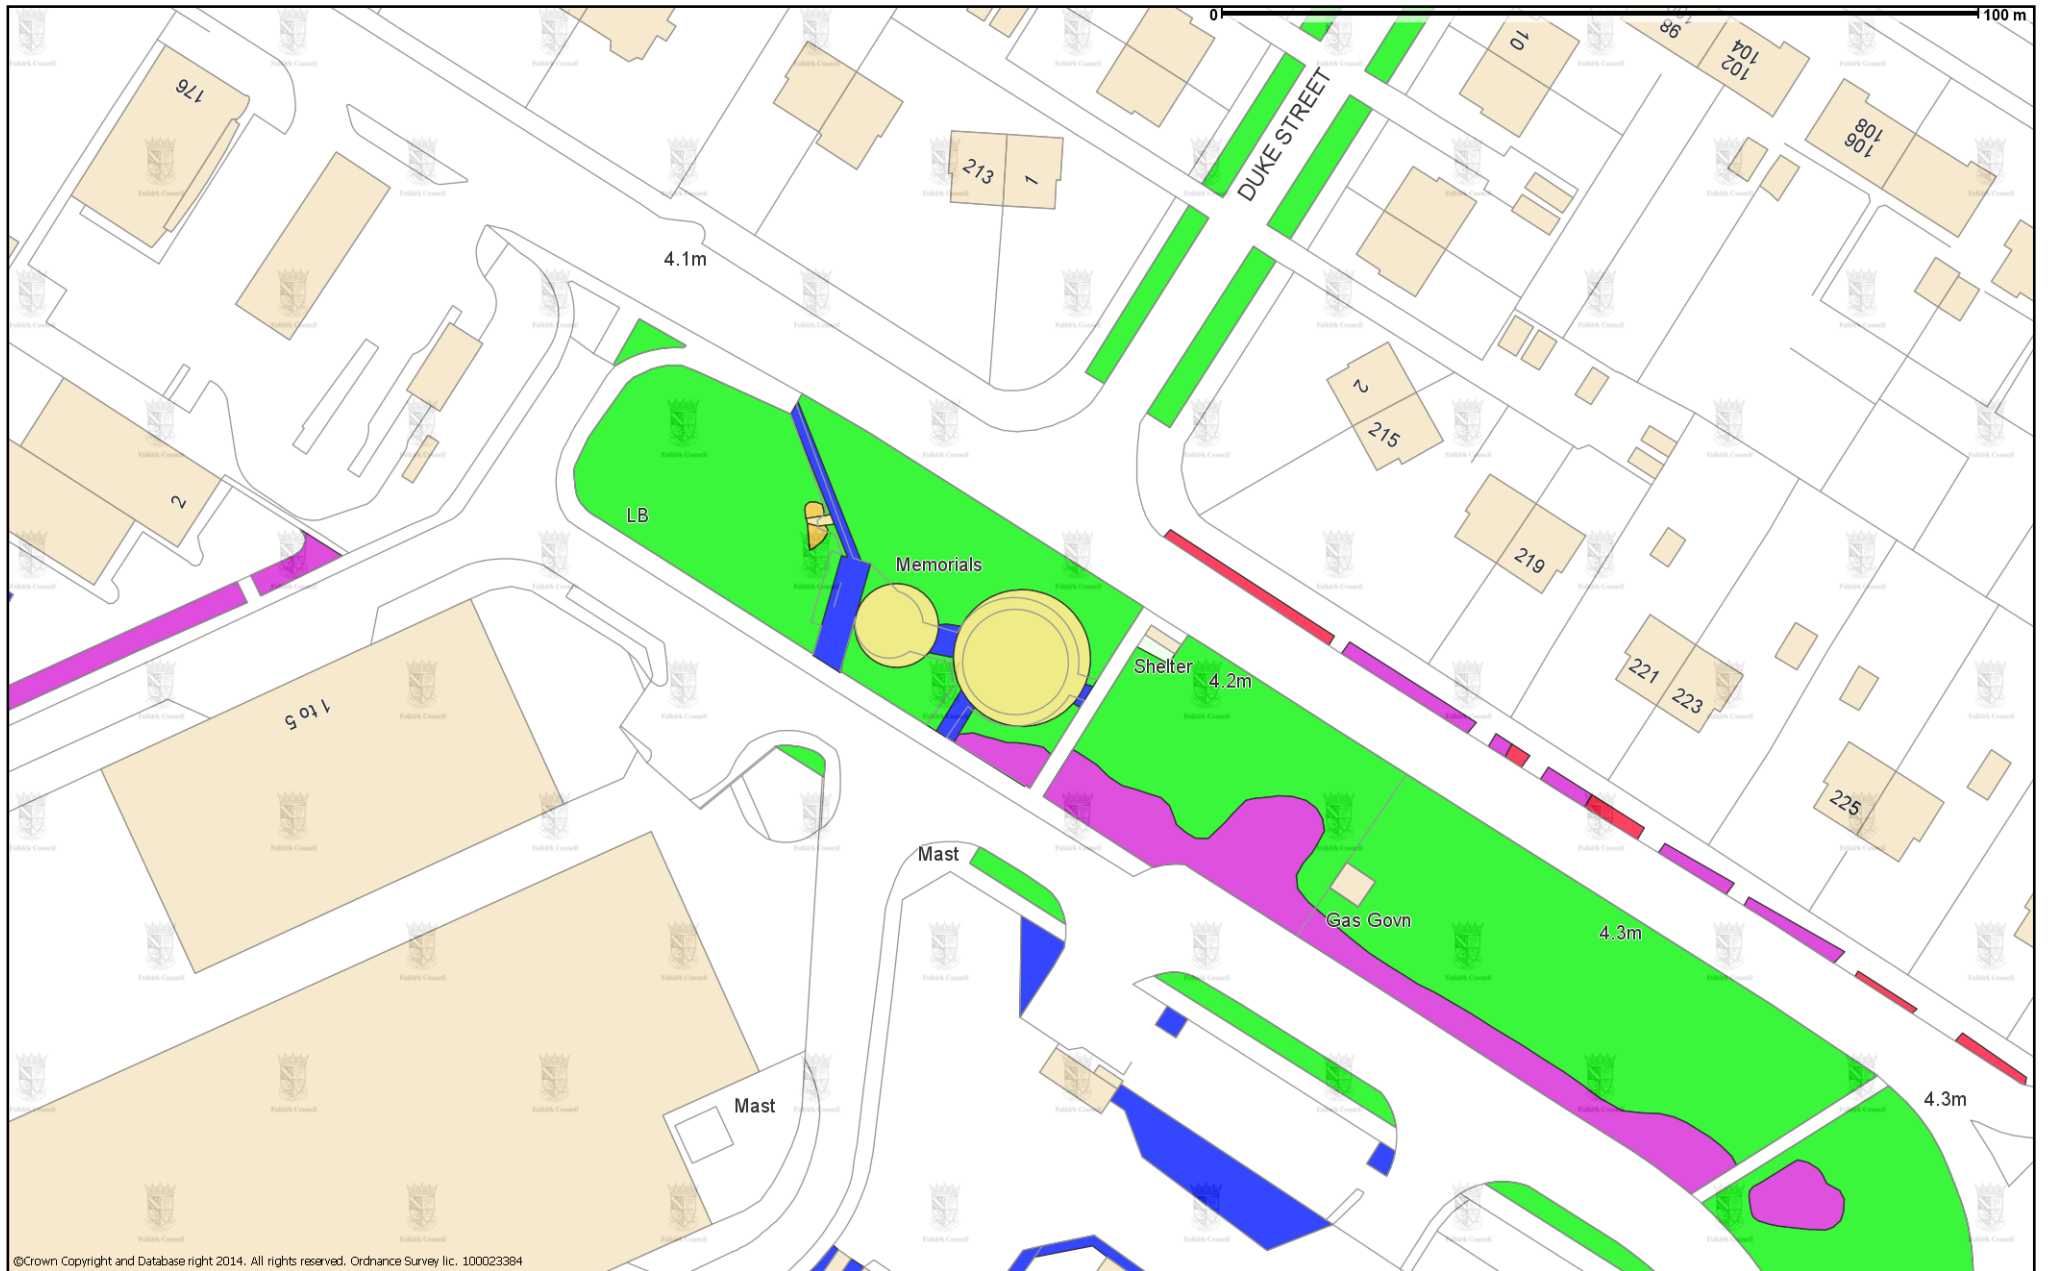 0
100 m
176
10
98
104
102
108
106
DUKE STREET
213
1
4.1m
2
215
LB
2
Memorials
219
Shelter
4.2m
221
223
1 to 5
225
Mast
Gas Govn
4.3m
Mast
4.3m
©Crown Copyright and Database right 2014. All rights reserved. Ordnance Survey lic. 100023384
Falkirk Council